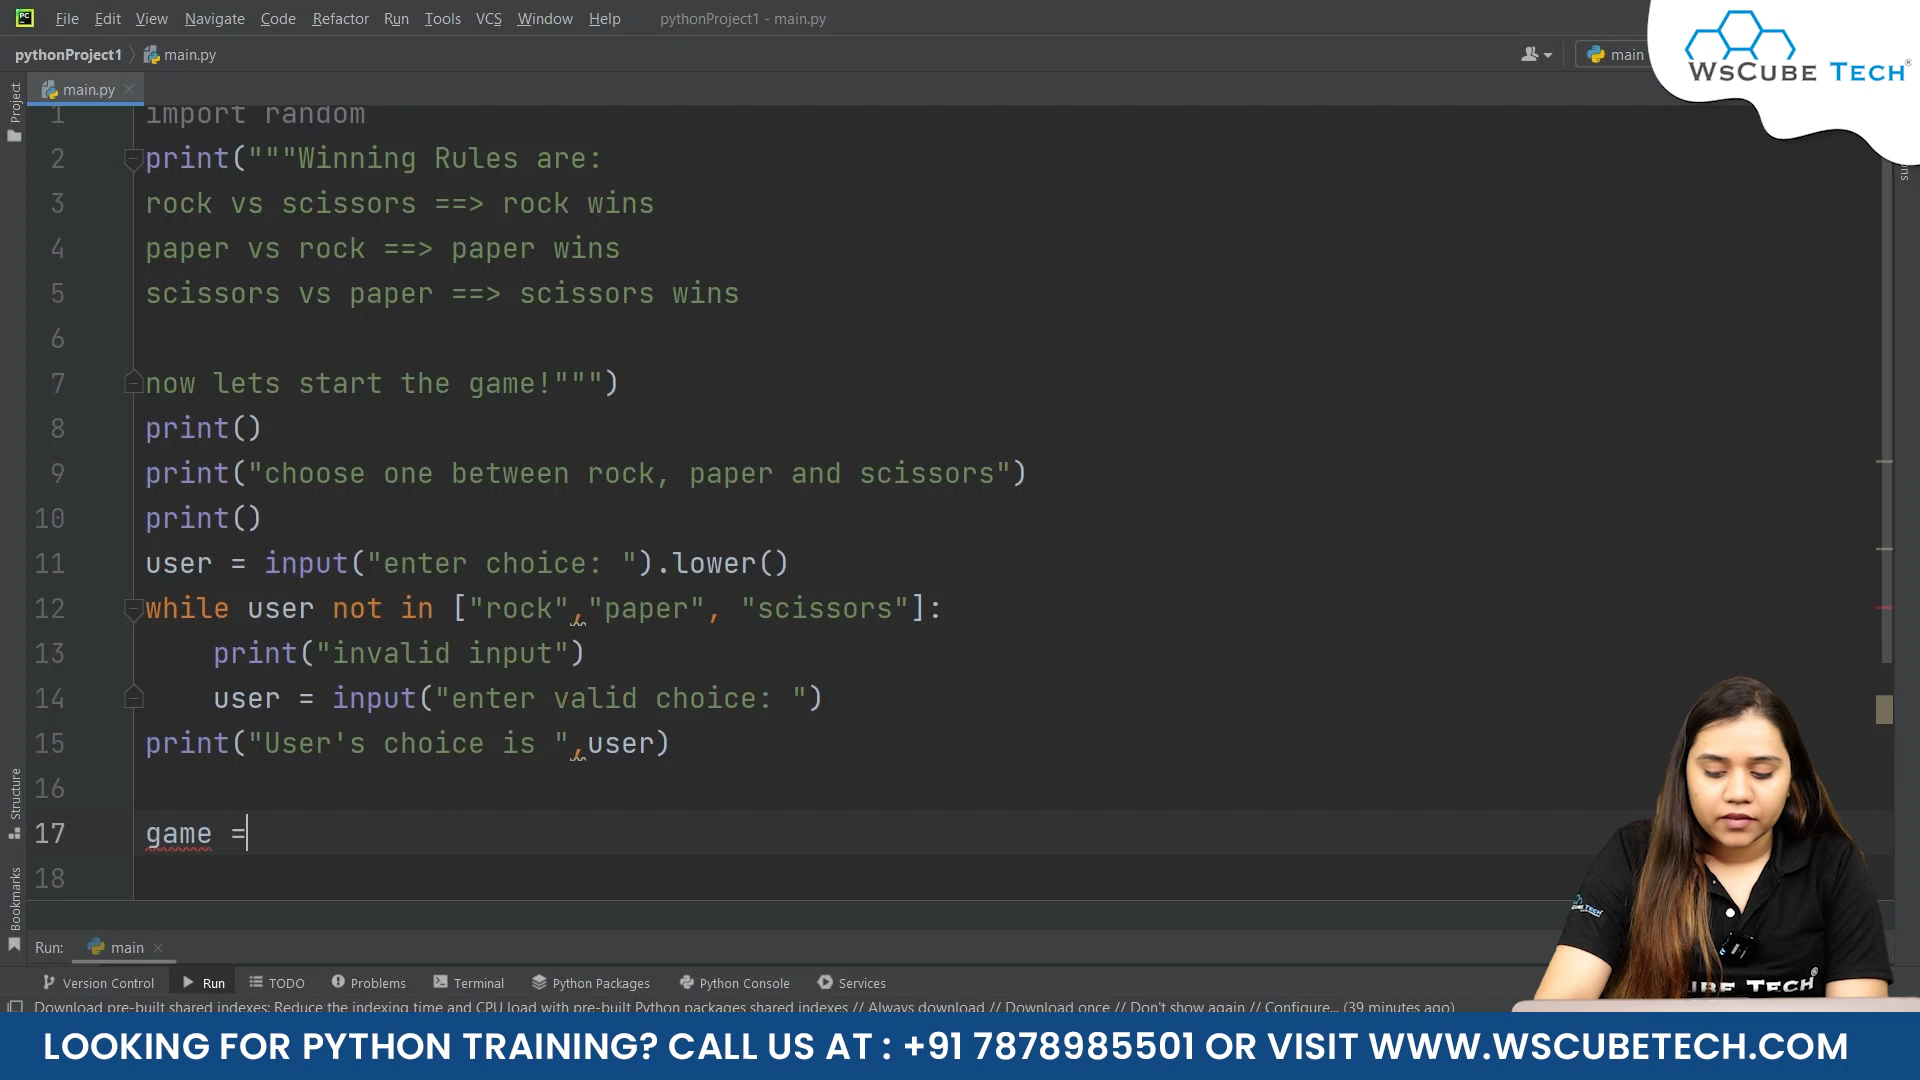 File Edit View Navigate Code Refactor Run Tools VCS Window Help pythonProject1 - main.py
WsCube Tech®
pythonProject1 main.py main
Project
main.py
1 import random
2 print("""Winning Rules are:
3 rock vs scissors ==> rock wins
4 paper vs rock ==> paper wins
5 scissors vs paper ==> scissors wins
6
7 now lets start the game!""")
8 print()
9 print("choose one between rock, paper and scissors")
10 print()
11 user = input("enter choice: ").lower()
12 while user not in ["rock","paper", "scissors"]:
13 print("invalid input")
14 user = input("enter valid choice: ")
15 print("User's choice is ",user)
16
17 game =
18
Structure
Bookmarks
Run: main
Version Control Run TODO Problems Terminal Python Packages Python Console Services
Download pre-built shared indexes: Reduce the indexing time and CPU load with pre-built Python packages shared indexes // Always download // Download once // Don't show again // Configure... (39 minutes ago)
LOOKING FOR PYTHON TRAINING? CALL US AT : +91 7878985501 OR VISIT WWW.WSCUBETECH.COM